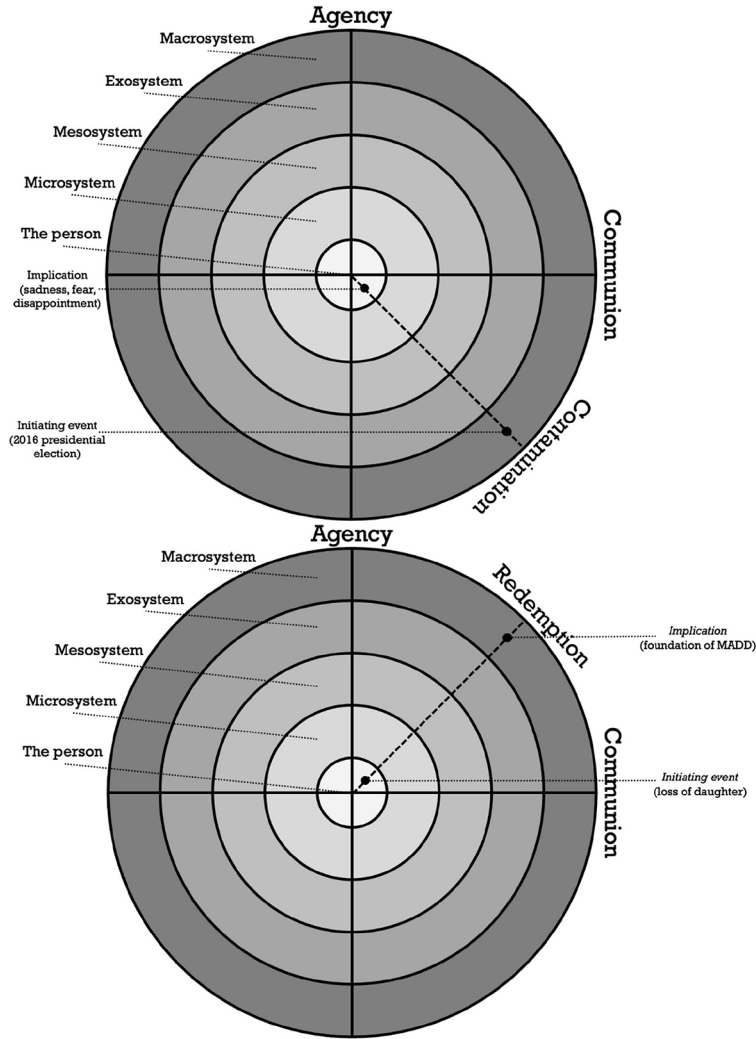 Agency
Macrosystem
Exosystem
Mesosystem
Microsystem
The person
Implication
(sadness, fear,
disappointment)
Communion
Initiating event
(2016 presidential
election)
Contamination
Agency
Macrosystem
Exosystem
Mesosystem
Microsystem
The person
Redemption
Implication
(foundation of MADD)
Communion
Initiating event
(loss of daughter)